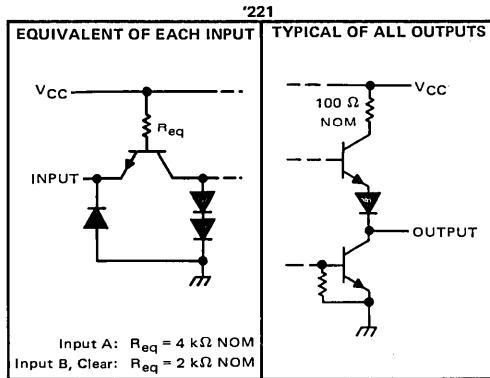 '221
EQUIVALENT OF EACH INPUT
VCC
Req
INPUT
Input A: Req = 4 kΩ NOM
Input B, Clear: Req = 2 kΩ NOM
TYPICAL OF ALL OUTPUTS
VCC
100 Ω
NOM
OUTPUT